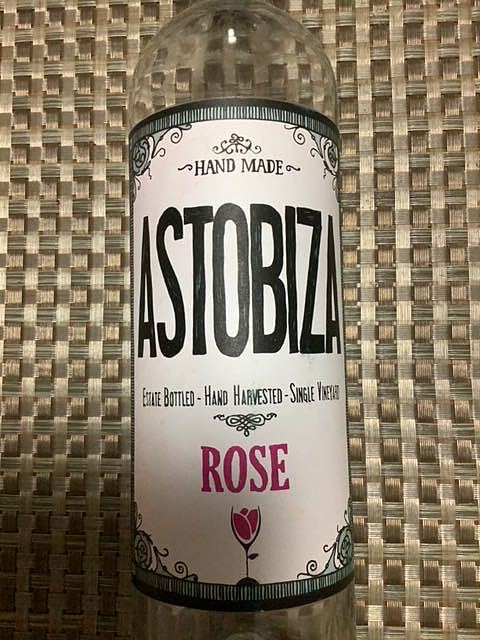 HAND MADE
ASTOBIZA
ESTATE BOTTLED - HAND HARVESTED - SINGLE VINEYARD
ROSE